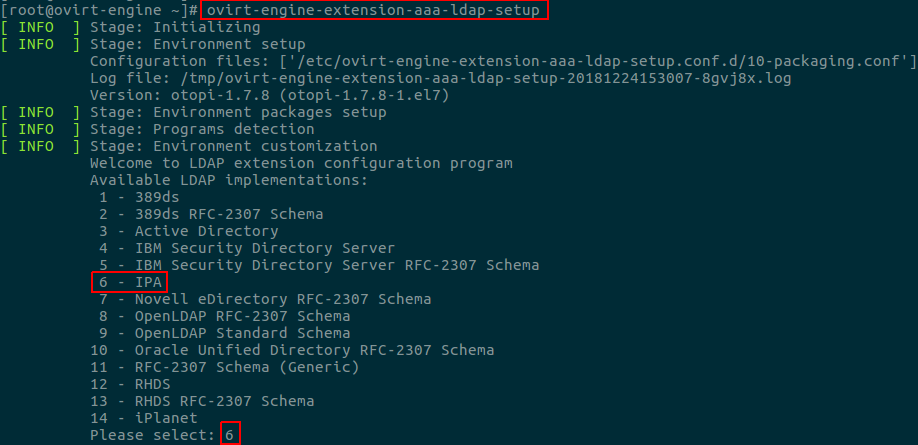 [root@ovirt-engine ~]# ovirt-engine-extension-aaa-ldap-setup
[ INFO  ] Stage: Initializing
[ INFO  ] Stage: Environment setup
          Configuration files: ['/etc/ovirt-engine-extension-aaa-ldap-setup.conf.d/10-packaging.conf']
          Log file: /tmp/ovirt-engine-extension-aaa-ldap-setup-20181224153007-8gvj8x.log
          Version: otopi-1.7.8 (otopi-1.7.8-1.el7)
[ INFO  ] Stage: Environment packages setup
[ INFO  ] Stage: Programs detection
[ INFO  ] Stage: Environment customization
          Welcome to LDAP extension configuration program
          Available LDAP implementations:
           1 - 389ds
           2 - 389ds RFC-2307 Schema
           3 - Active Directory
           4 - IBM Security Directory Server
           5 - IBM Security Directory Server RFC-2307 Schema
           6 - IPA
           7 - Novell eDirectory RFC-2307 Schema
           8 - OpenLDAP RFC-2307 Schema
           9 - OpenLDAP Standard Schema
          10 - Oracle Unified Directory RFC-2307 Schema
          11 - RFC-2307 Schema (Generic)
          12 - RHDS
          13 - RHDS RFC-2307 Schema
          14 - iPlanet
          Please select: 6